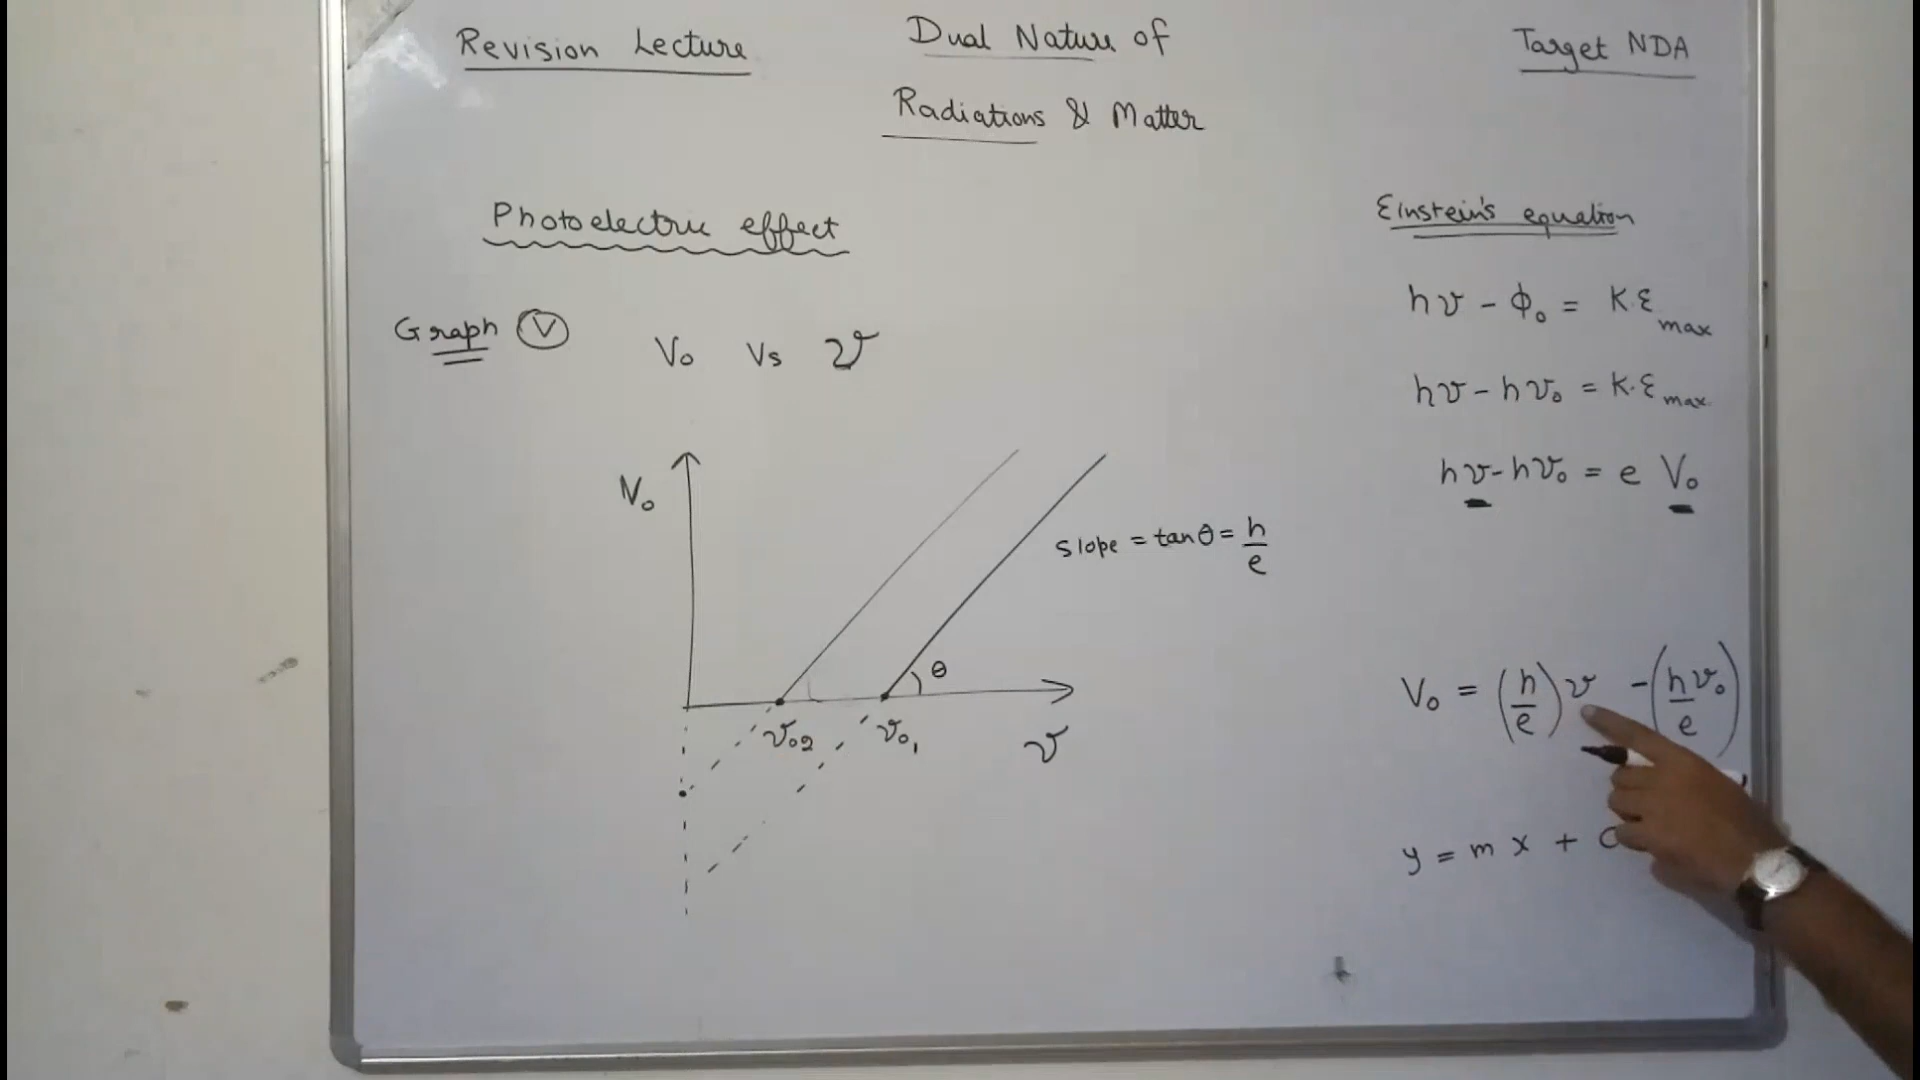 Revision Lecture
Dual Nature of
Radiations & Matter
Target NDA
Photoelectric effect
Graph V
V₀ Vs ν
V₀
slope = tanθ = h/e
θ
ν₀₂
ν₀₁
ν
Einstein's equation
hν - ϕ₀ = K.E max
hν - hν₀ = K.E max
hν - hν₀ = e V₀
V₀ = (h/e) ν - (hν₀/e)
y = m x + C